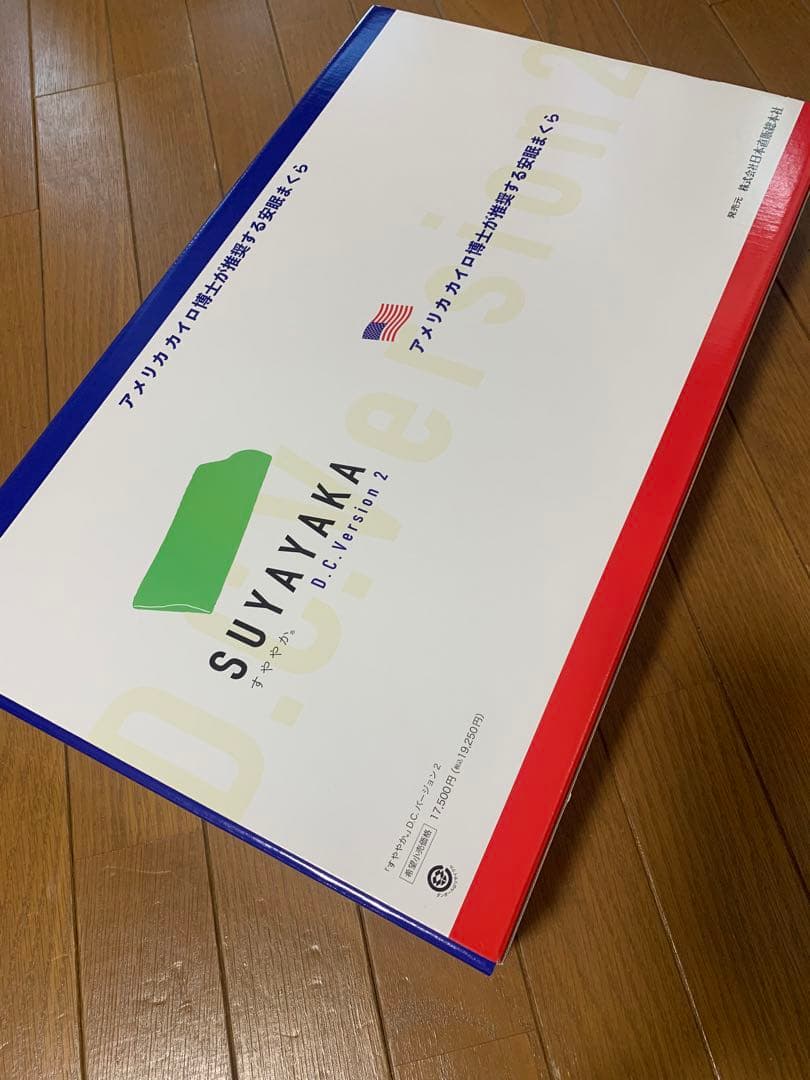 アメリカ カイロ博士が推奨する安眠まくら
D.C.Version2
アメリカ カイロ博士が推奨する安眠まくら
SUYAYAKA
D.C.Version 2
すややか®
「すややか®」D.C.バージョン2
希望小売価格 17,500円(税込19,250円)
発売元 株式会社日本直販総本社